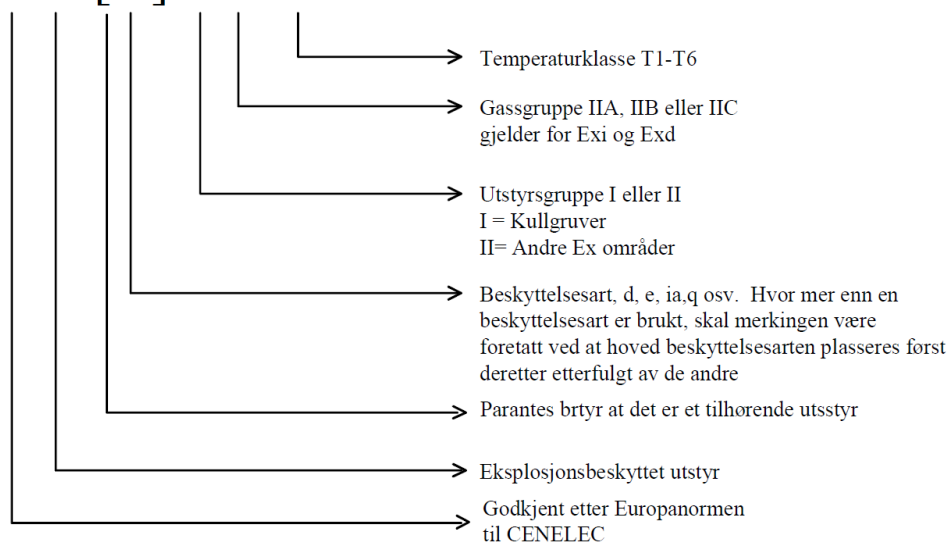 Temperaturklasse T1-T6
Gassgruppe IIA, IIB eller IIC
gjelder for Exi og Exd
Utstyrsgruppe I eller II
I = Kullgruver
II= Andre Ex områder
Beskyttelsesart, d, e, ia,q osv. Hvor mer enn en
beskyttelsesart er brukt, skal merkingen være
foretatt ved at hoved beskyttelsesarten plasseres først
deretter etterfulgt av de andre
Parantes brtyr at det er et tilhørende utsstyr
Eksplosjonsbeskyttet utstyr
Godkjent etter Europanormen
til CENELEC